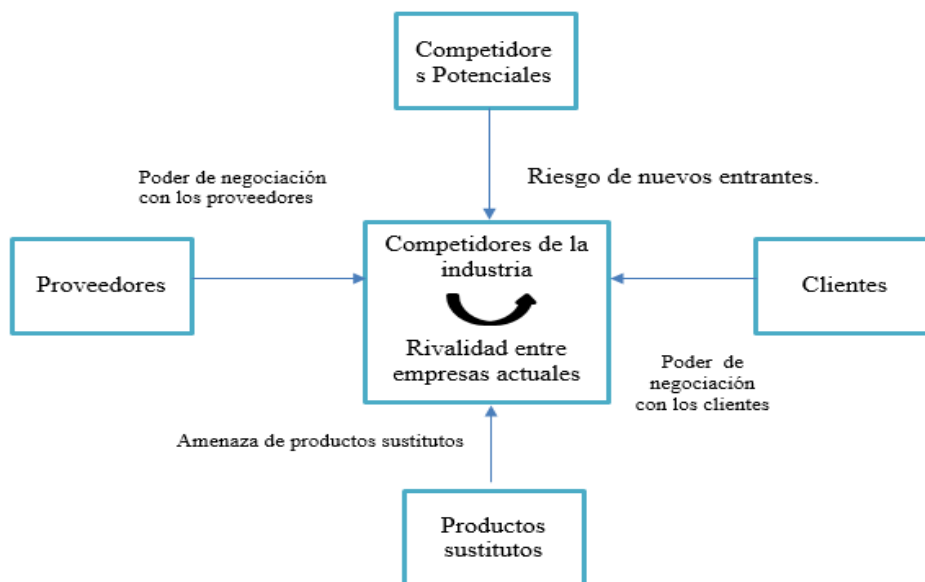 Competidore
s Potenciales
Poder de negociación
con los proveedores
Riesgo de nuevos entrantes.
Proveedores
Competidores de la
industria
Rivalidad entre
empresas actuales
Clientes
Poder de
negociación
con los clientes
Amenaza de productos sustitutos
Productos
sustitutos